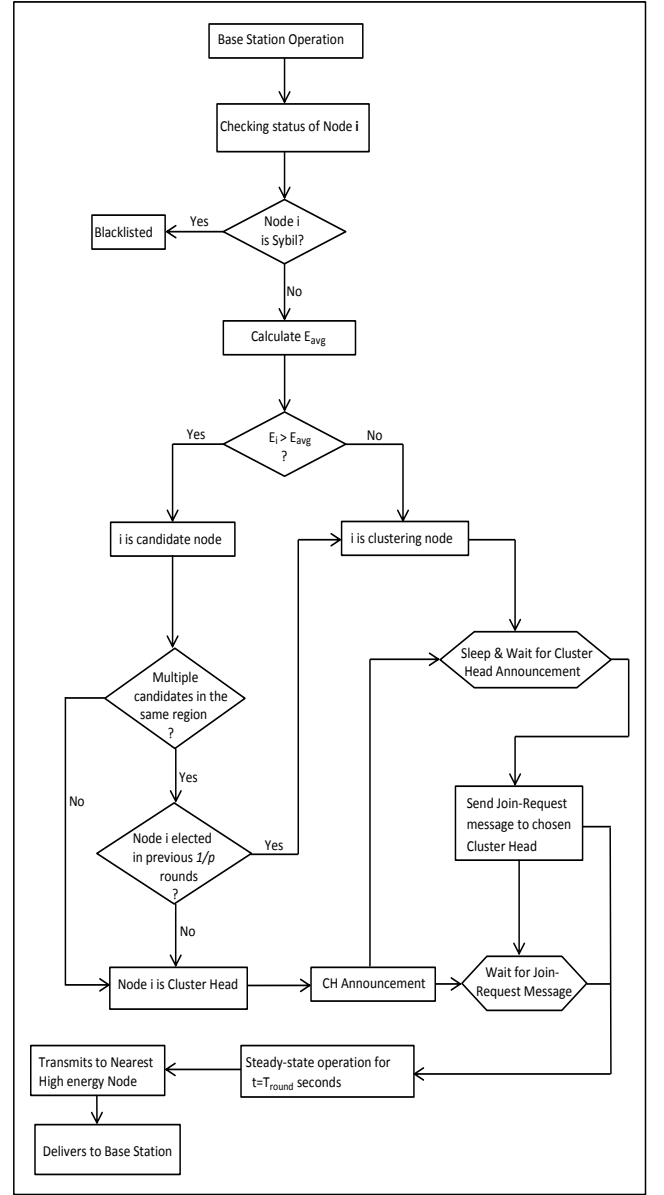 Base Station Operation
Checking status of Node i
Node i
is Sybil?
Yes
Blacklisted
No
Calculate Eavg
Ei > Eavg
?
Yes
No
i is candidate node
i is clustering node
Sleep & Wait for Cluster
Head Announcement
Multiple
candidates in the
same region
?
No
Yes
Send Join-Request
message to chosen
Cluster Head
Node i elected
in previous 1/p
rounds
?
Yes
No
Node i is Cluster Head
CH Announcement
Wait for Join-
Request Message
Transmits to Nearest
High energy Node
Steady-state operation for
t=Tround seconds
Delivers to Base Station